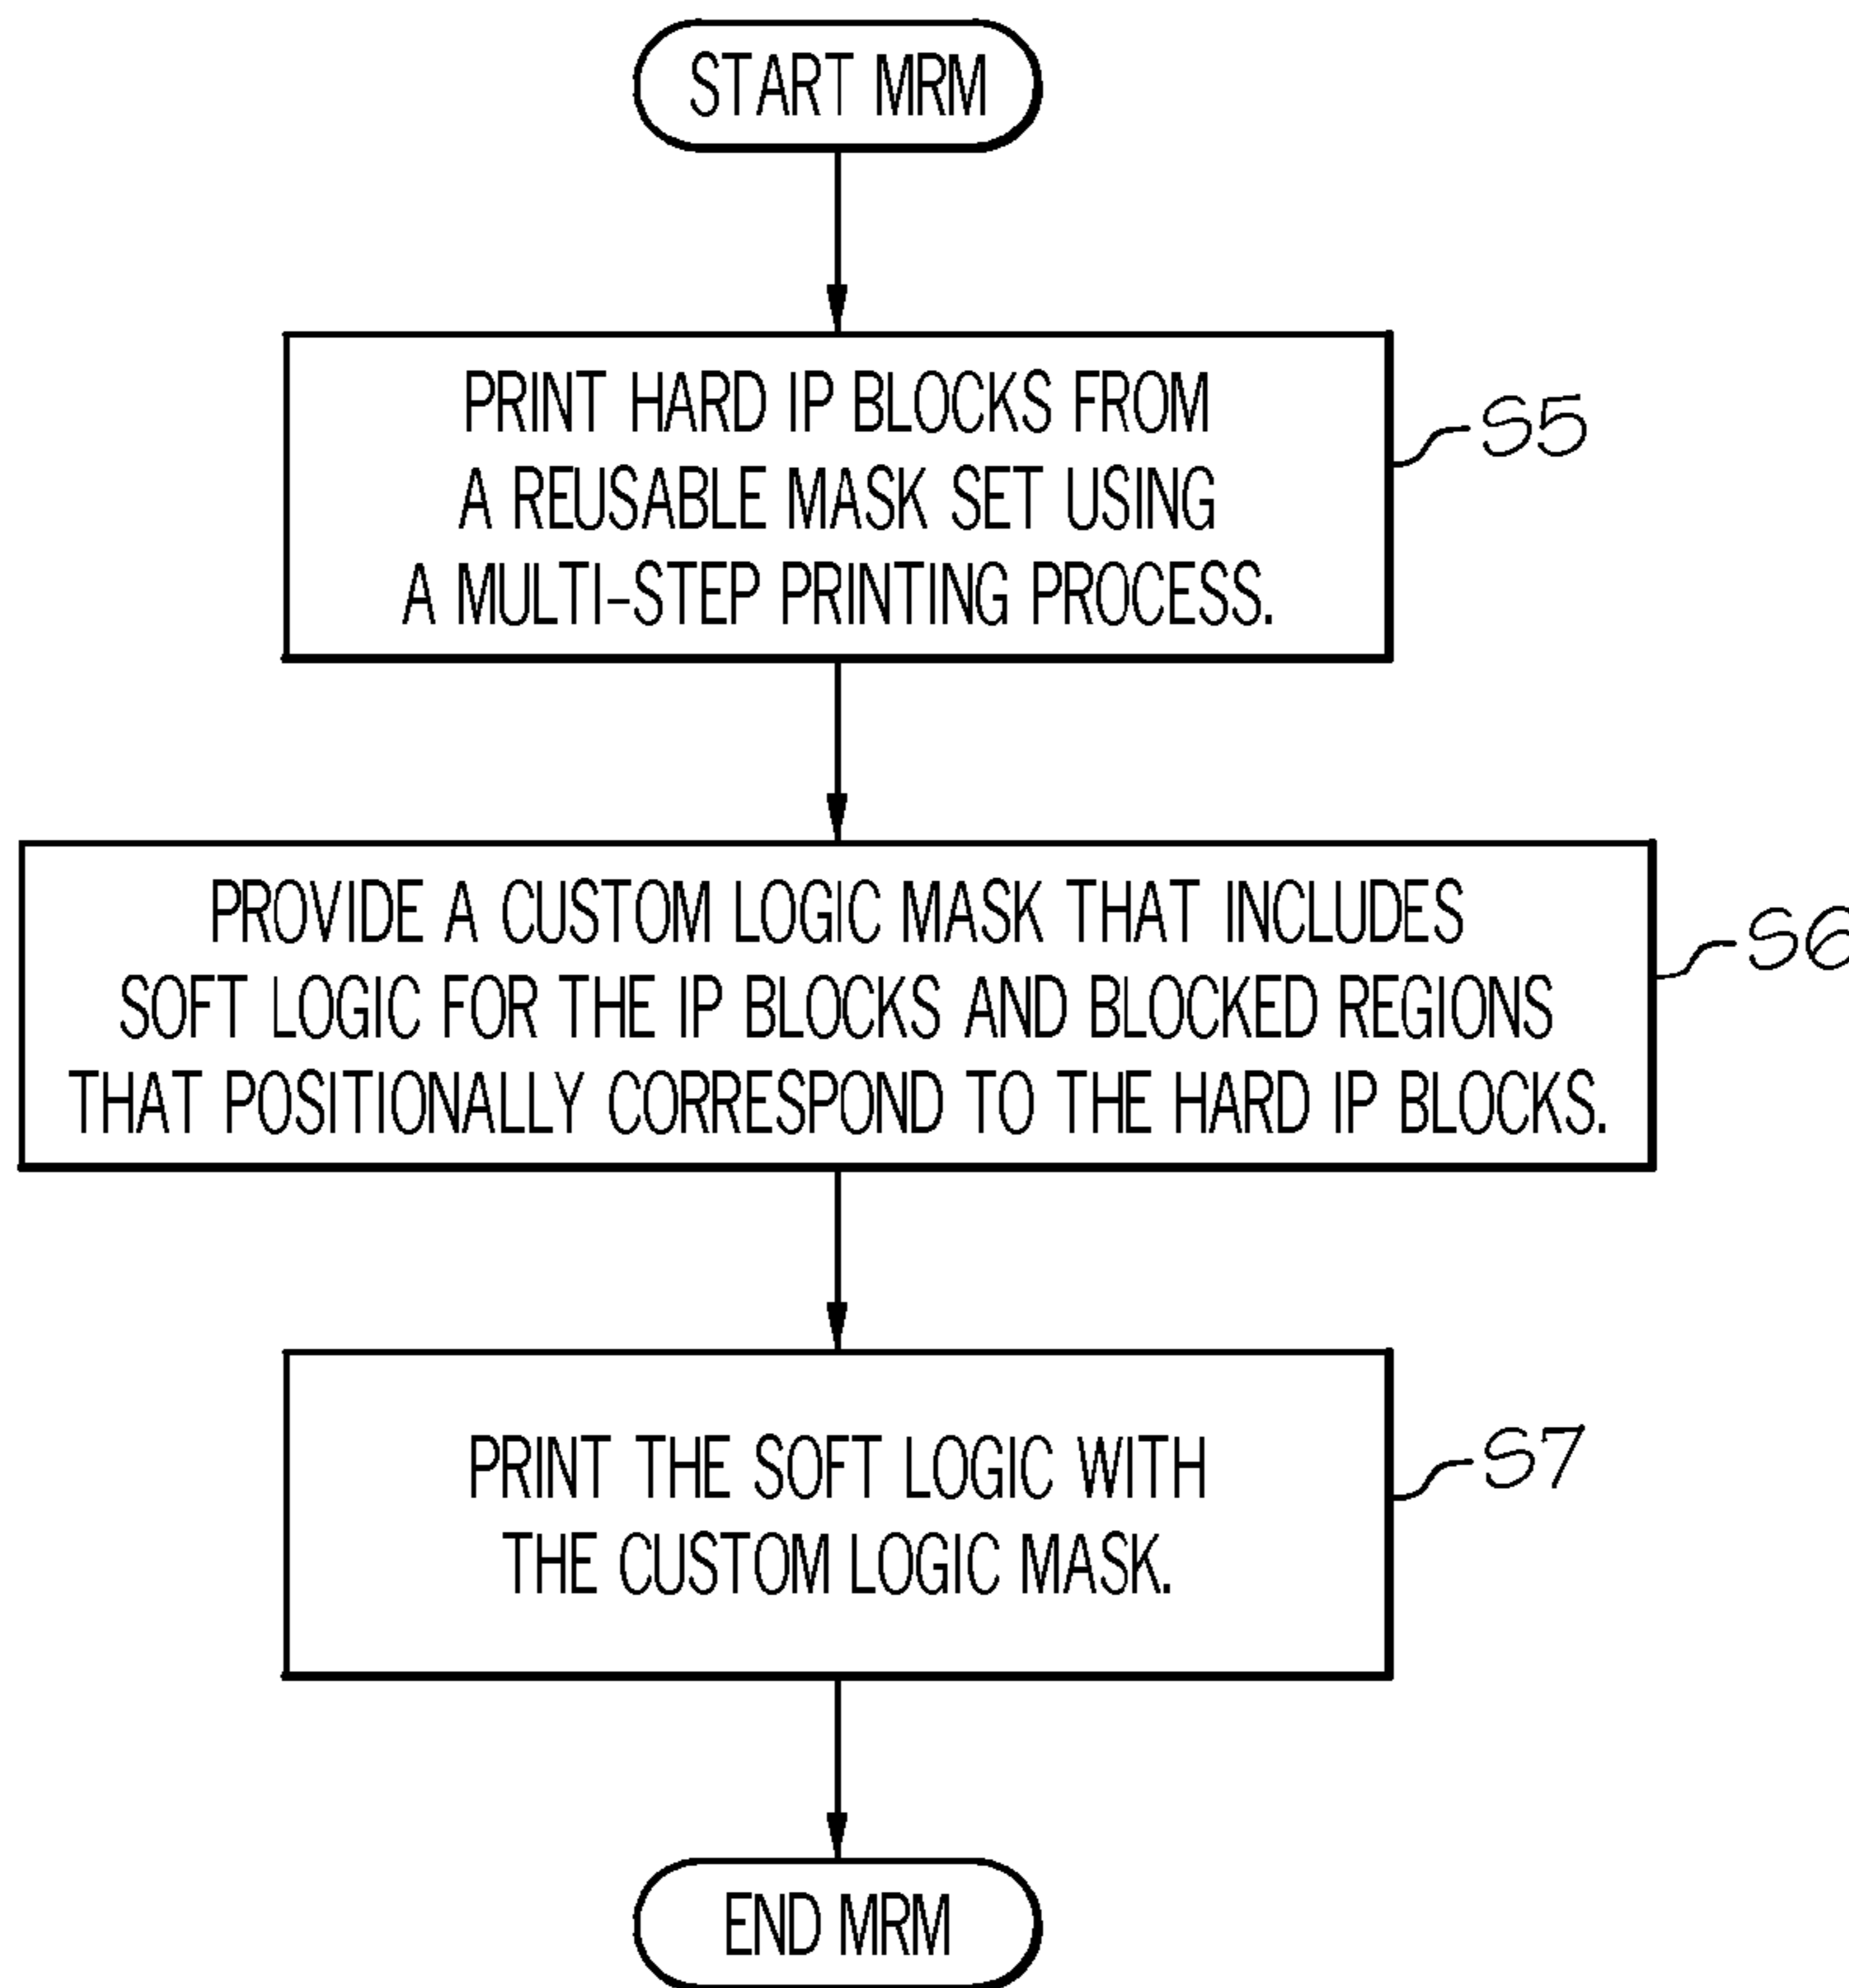 START MRM
PRINT HARD IP BLOCKS FROM
A REUSABLE MASK SET USING
A MULTI-STEP PRINTING PROCESS.
S5
PROVIDE A CUSTOM LOGIC MASK THAT INCLUDES
SOFT LOGIC FOR THE IP BLOCKS AND BLOCKED REGIONS
THAT POSITIONALLY CORRESPOND TO THE HARD IP BLOCKS.
S6
PRINT THE SOFT LOGIC WITH
THE CUSTOM LOGIC MASK.
S7
END MRM